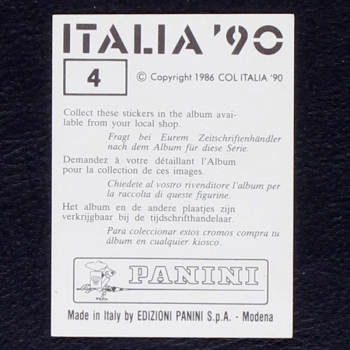 ITALIA '90
4
© Copyright 1986 COL ITALIA '90
Collect these stickers in the album avai-
lable from your local shop.
Fragt bei Eurem Zeitschriftenhändler
nach dem Album für diese Serie.
Demandez à votre détaillant l'Album
pour la collection de ces images.
Chiedete al vostro rivenditore l'album per
la raccolta di queste figurine.
Het album en de andere plaatjes zijn
verkrijgbaar bij de tijdschrifthandelaar.
Para coleccionar estos cromos compra tu
álbum en cualquier kiosco.
PANINI
Made in Italy by EDIZIONI PANINI S.p.A. - Modena